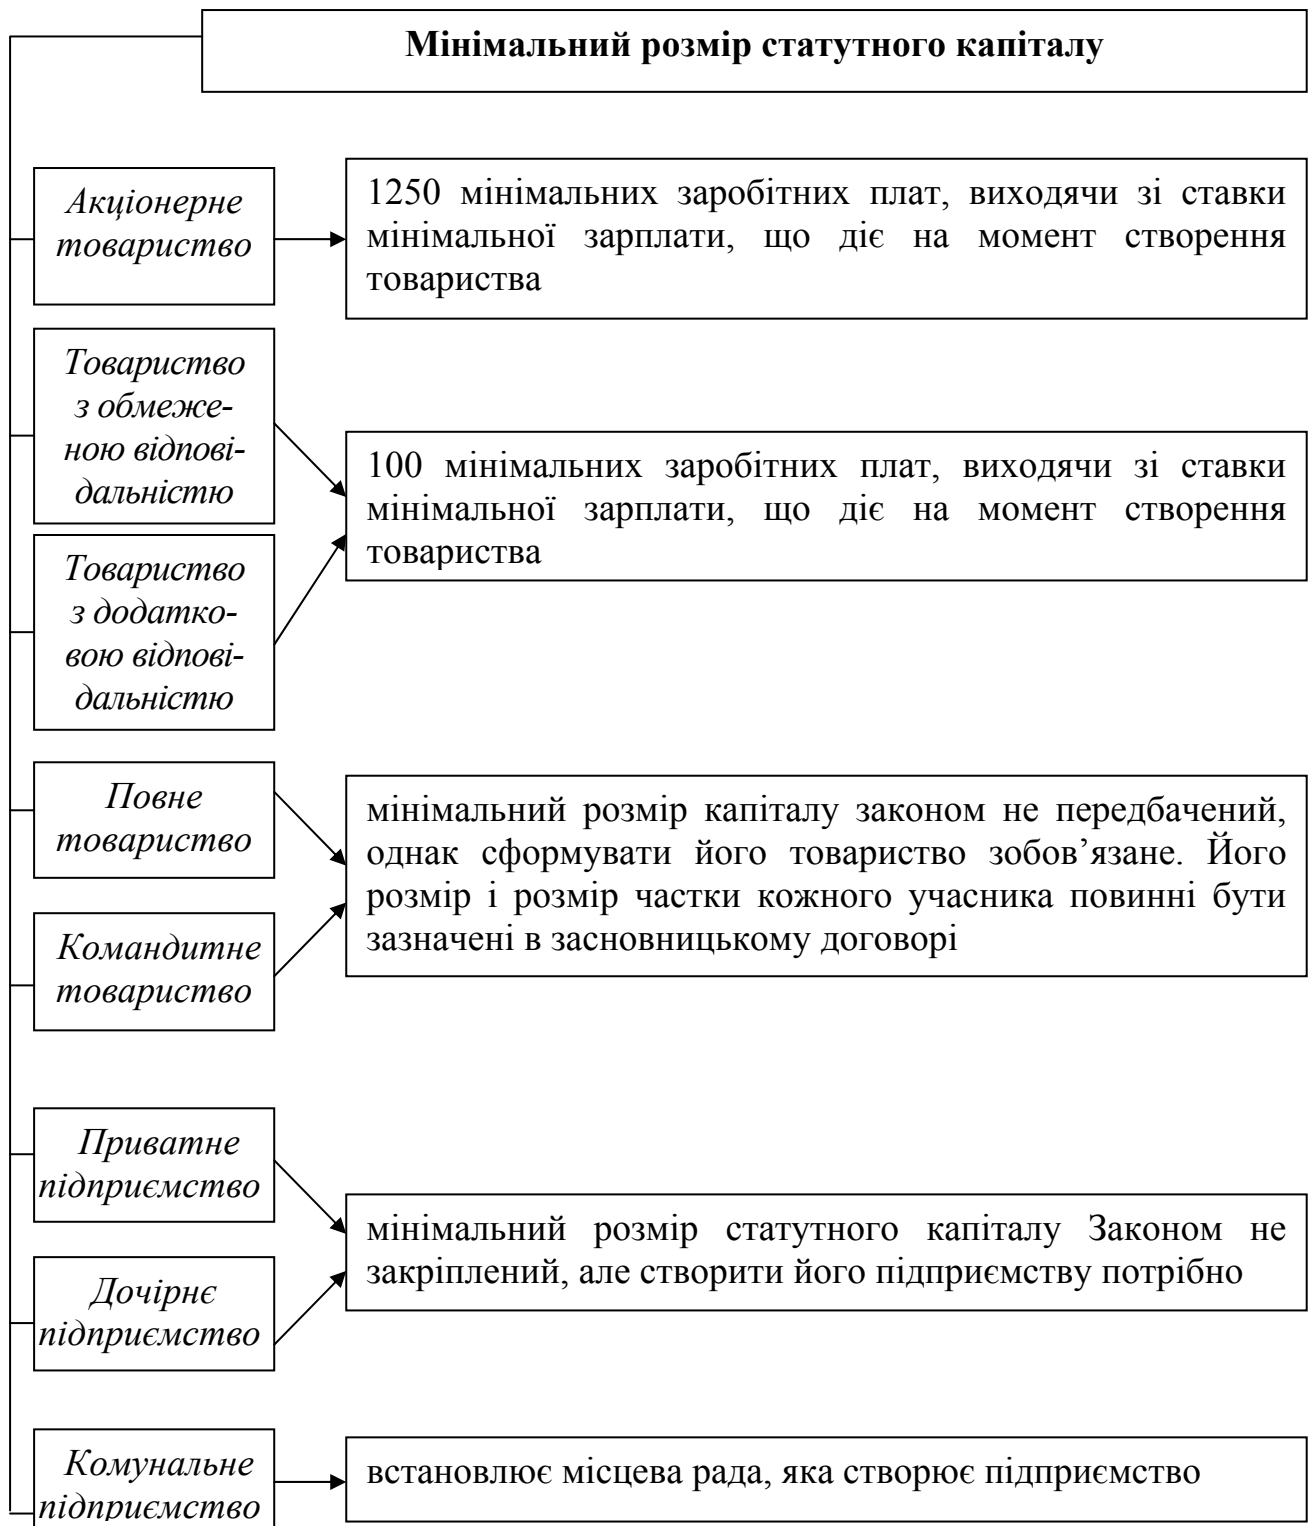 Мінімальний розмір статутного капіталу
Акціонерне
товариство
1250 мінімальних заробітних плат, виходячи зі ставки
мінімальної зарплати, що діє на момент створення
товариства
Товариство
з обмеже-
ною відпові-
дальністю
100 мінімальних заробітних плат, виходячи зі ставки
мінімальної зарплати, що діє на момент створення
товариства
Товариство
з додатко-
вою відпові-
дальністю
Повне
товариство
мінімальний розмір капіталу законом не передбачений,
однак сформувати його товариство зобов’язане. Його
розмір і розмір частки кожного учасника повинні бути
зазначені в засновницькому договорі
Командитне
товариство
Приватне
підприємство
мінімальний розмір статутного капіталу Законом не
закріплений, але створити його підприємству потрібно
Дочірнє
підприємство
Комунальне
підприємство
встановлює місцева рада, яка створює підприємство